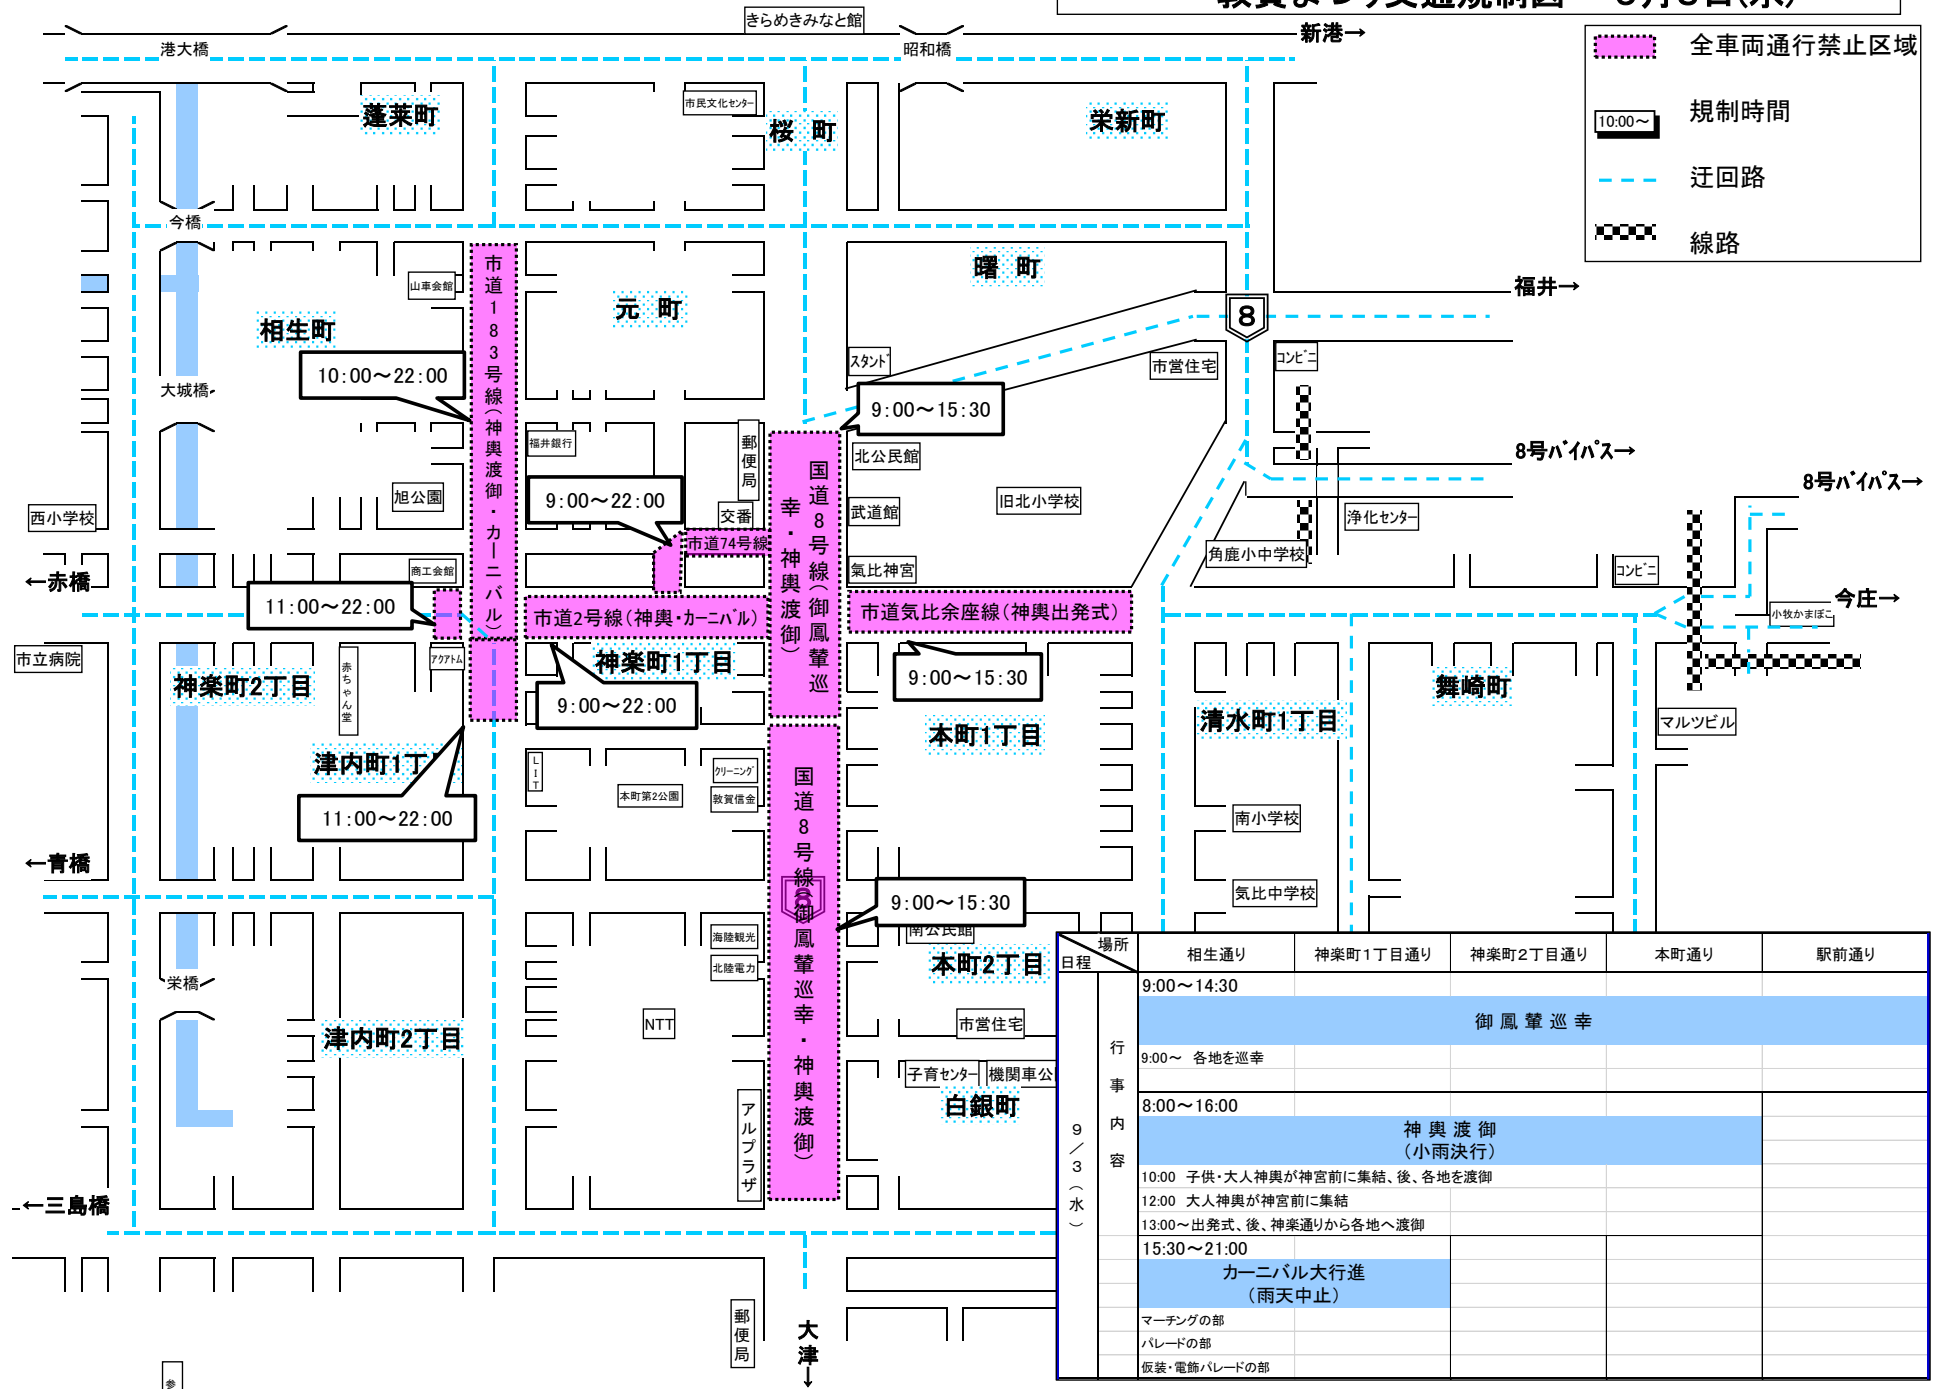 敦賀まつり交通規制図　9月3日(水)
きらめきみなと館
新港→
港大橋
昭和橋
全車両通行禁止区域
10:00～
規制時間
迂回路
線路
蓬莱町
市民文化センター
桜 町
栄新町
今橋
山車会館
相生町
元 町
曙 町
福井→
8
市道183号線(神輿渡御・カーニバル)
10:00～22:00
大城橋
スタンド
9:00～15:30
市営住宅
コンビニ
福井銀行
郵便局
北公民館
8号バイパス→
8号バイパス→
旭公園
9:00～22:00
交番
武道館
旧北小学校
浄化センター
西小学校
市道74号線
国道8号線(御鳳輦巡幸・神輿渡御)
角鹿小中学校
商工会館
氣比神宮
コンビニ
←赤橋
11:00～22:00
市道2号線(神輿・カーニバル)
市道気比余座線(神輿出発式)
今庄→
小牧かまぼこ
市立病院
赤ちゃん堂
アクアトム
神楽町2丁目
神楽町1丁目
9:00～22:00
9:00～15:30
舞崎町
清水町1丁目
マルツビル
本町1丁目
津内町1丁
LIT
クリーニング
本町第2公園
敦賀信金
11:00～22:00
南小学校
←青橋
国道8号線(御鳳輦巡幸・神輿渡御)
8
9:00～15:30
気比中学校
海陸観光
南公民館
北陸電力
本町2丁目
栄橋
NTT
市営住宅
津内町2丁目
子育センター
機関車公
白銀町
アルプラザ
←三島橋
郵便局
大津↓
参
場所
日程
相生通り
神楽町1丁目通り
神楽町2丁目通り
本町通り
駅前通り
9/3(水)
行事内容
9:00～14:30
御鳳輦巡幸
9:00～ 各地を巡幸
8:00～16:00
神輿渡御
(小雨決行)
10:00 子供・大人神輿が神宮前に集結、後、各地を渡御
12:00 大人神輿が神宮前に集結
13:00～出発式、後、神楽通りから各地へ渡御
15:30～21:00
カーニバル大行進
(雨天中止)
マーチングの部
パレードの部
仮装・電飾パレードの部